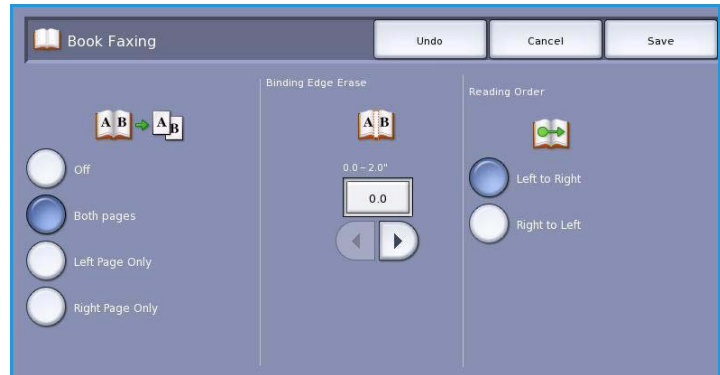 Book Faxing
Undo
Cancel
Save
A B A B
Off
Both pages
Left Page Only
Right Page Only
Binding Edge Erase
A B
0.0 ~ 2.0"
0.0
Reading Order
Left to Right
Right to Left